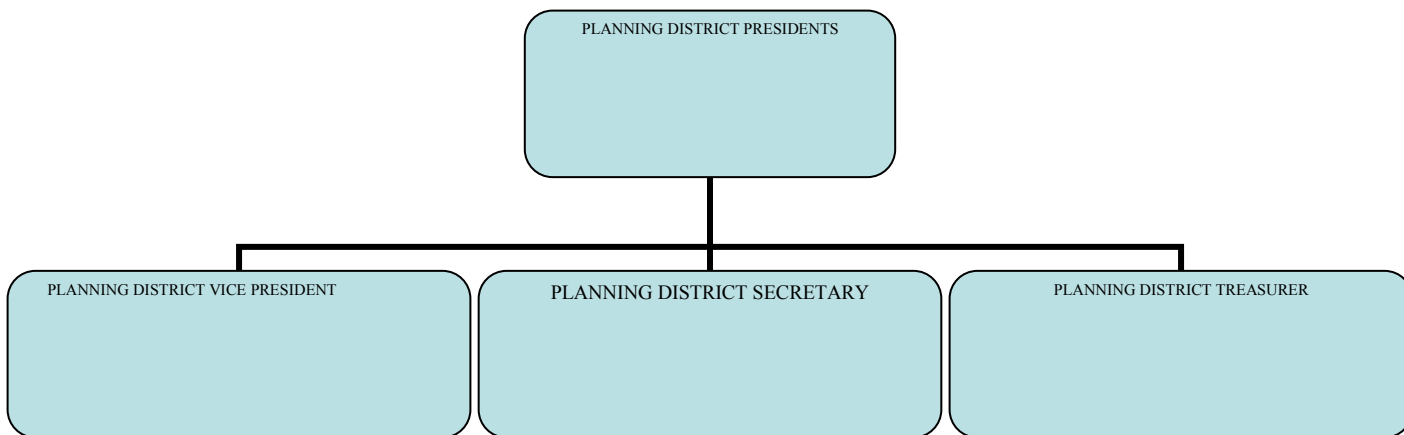 PLANNING DISTRICT PRESIDENTS
PLANNING DISTRICT VICE PRESIDENT
PLANNING DISTRICT SECRETARY
PLANNING DISTRICT TREASURER